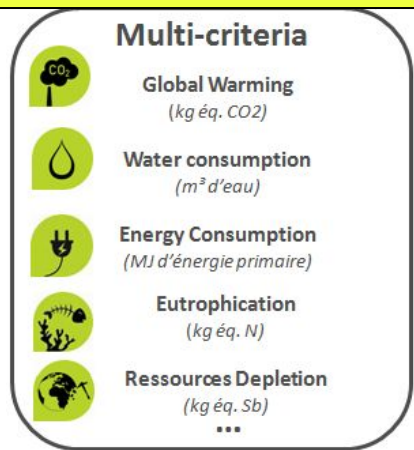 Multi-criteria
CO2
Global Warming
(kg éq. CO2)
Water consumption
(m³ d'eau)
Energy Consumption
(MJ d'énergie primaire)
Eutrophication
(kg éq. N)
Ressources Depletion
(kg éq. Sb)
...